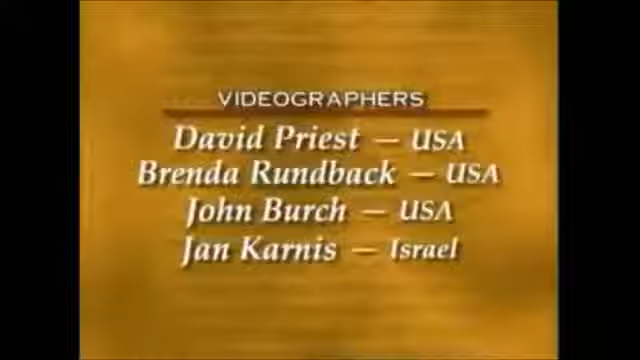 VIDEOGRAPHERS
David Priest — USA
Brenda Rundback — USA
John Burch — USA
Jan Karnis — Israel